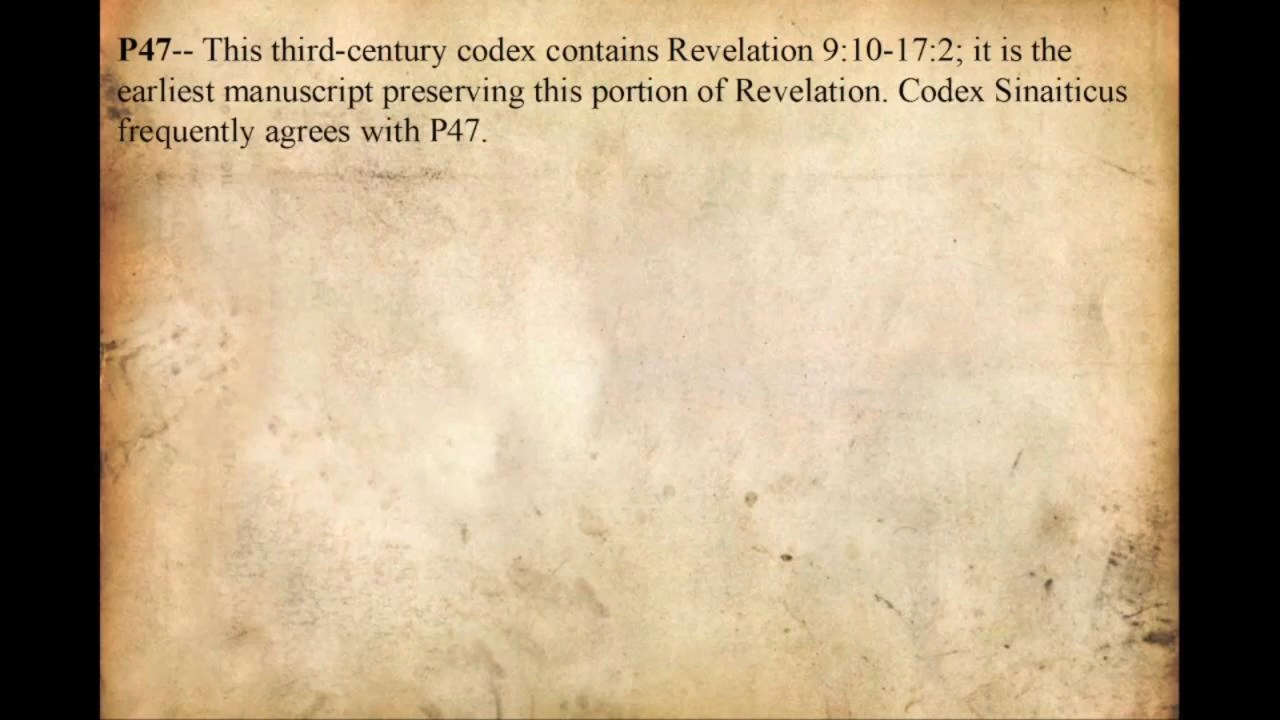 P47-- This third-century codex contains Revelation 9:10-17:2; it is the
earliest manuscript preserving this portion of Revelation. Codex Sinaiticus
frequently agrees with P47.